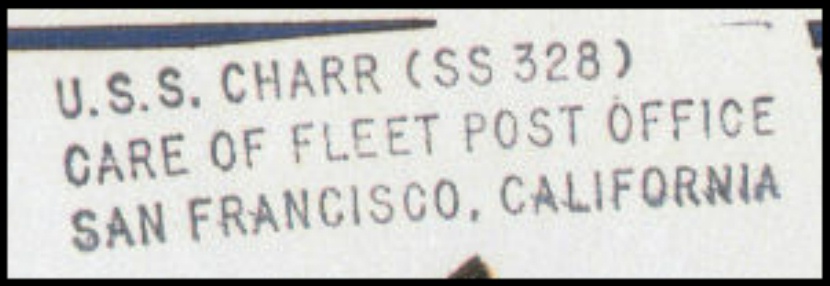 U.S.S. CHARR (SS 328)
CARE OF FLEET POST OFFICE
SAN FRANCISCO, CALIFORNIA